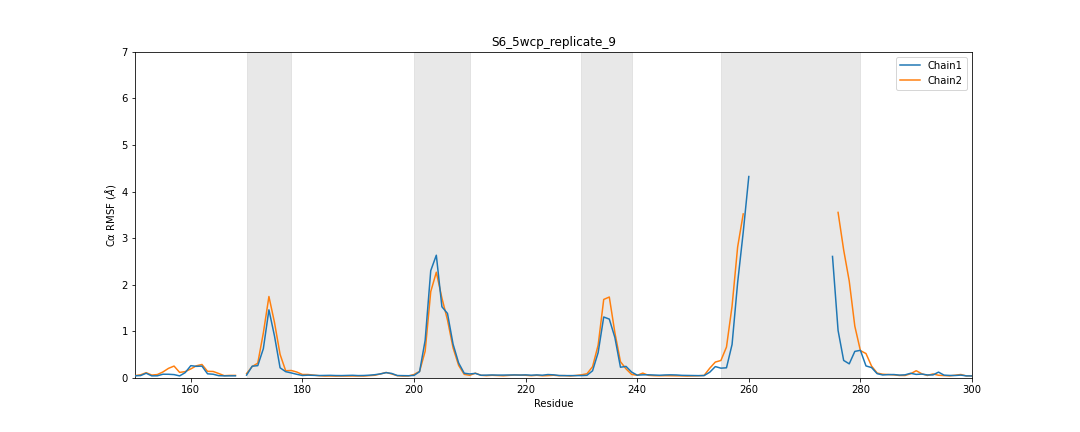 S6_5wcp_replicate_9
Chain1
Chain2
Cα RMSF (Å)
7
6
5
4
3
2
1
0
160 180 200 220 240 260 280 300
Residue